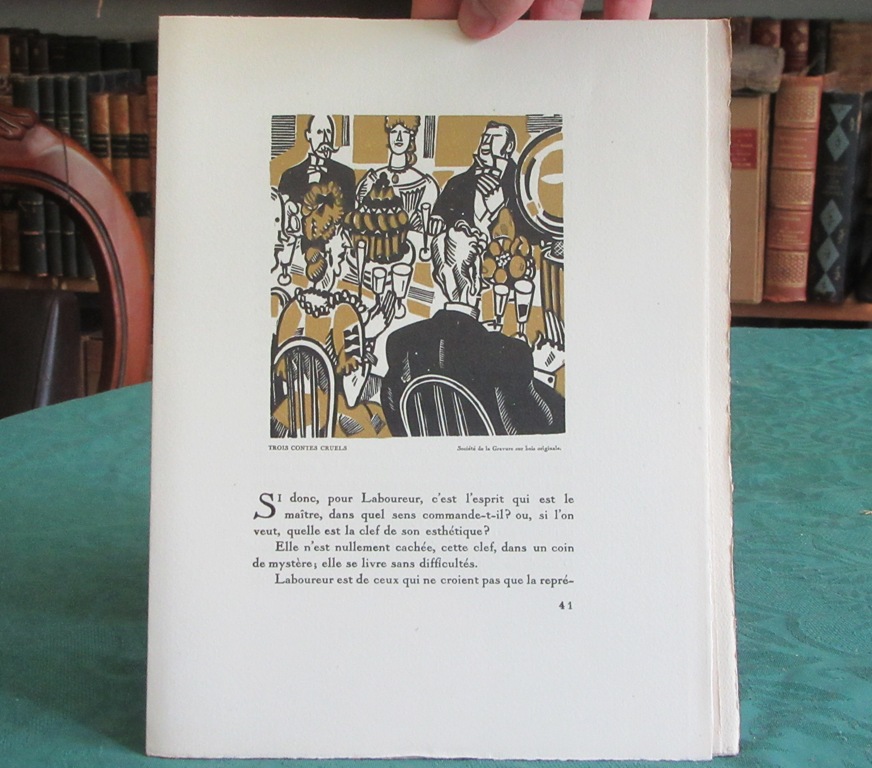 TROIS CONTES CRUELS
Société de la Gravure sur bois originale.
SI donc, pour Laboureur, c'est l'esprit qui est le
maître, dans quel sens commande-t-il? ou, si l'on
veut, quelle est la clef de son esthétique?
Elle n'est nullement cachée, cette clef, dans un coin
de mystère; elle se livre sans difficultés.
Laboureur est de ceux qui ne croient pas que la repré-
41